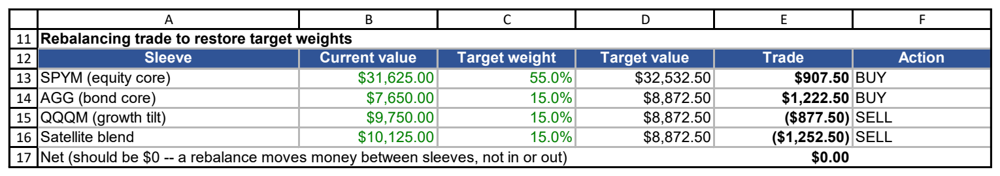 A B C D E F
11 Rebalancing trade to restore target weights
12 Sleeve Current value Target weight Target value Trade Action
13 SPYM (equity core) $31,625.00 55.0% $32,532.50 $907.50 BUY
14 AGG (bond core) $7,650.00 15.0% $8,872.50 $1,222.50 BUY
15 QQQM (growth tilt) $9,750.00 15.0% $8,872.50 ($877.50) SELL
16 Satellite blend $10,125.00 15.0% $8,872.50 ($1,252.50) SELL
17 Net (should be $0 -- a rebalance moves money between sleeves, not in or out) $0.00